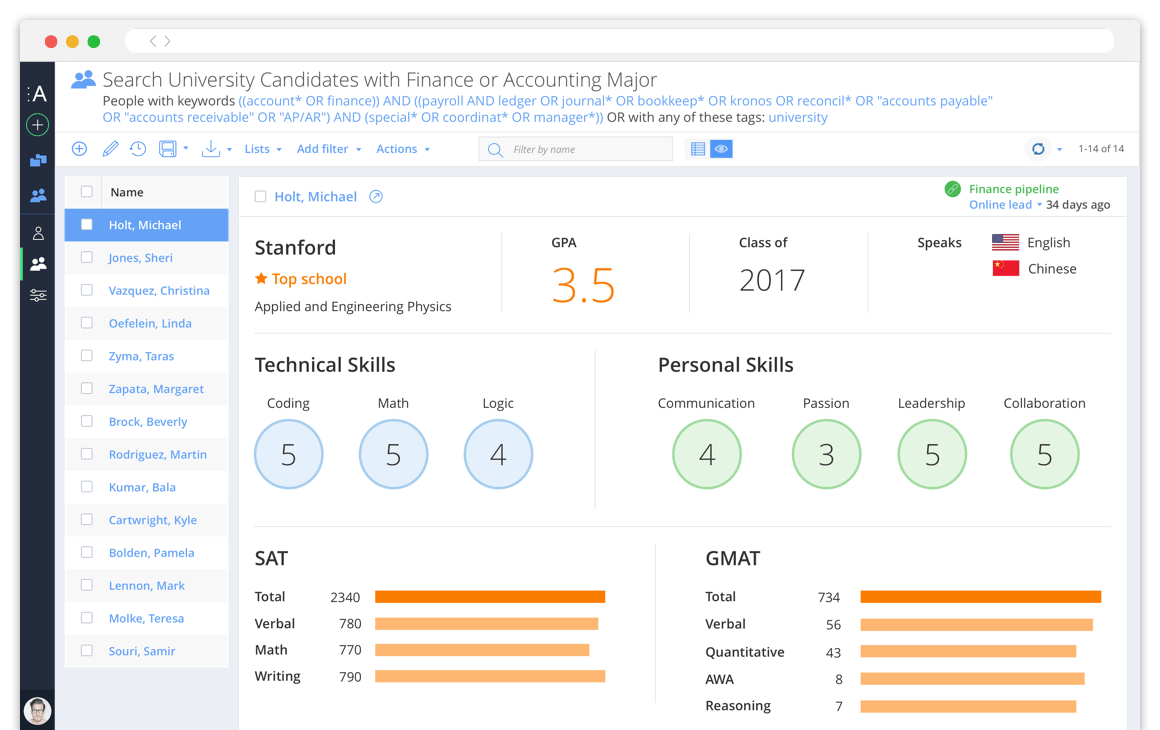 Search University Candidates with Finance or Accounting Major
People with keywords ((account* OR finance)) AND ((payroll AND ledger OR journal* OR bookkeep* OR kronos OR reconcil* OR "accounts payable"
OR "accounts receivable" OR "AP/AR") AND (special* OR coordinat* OR manager*)) OR with any of these tags: university
:A
Lists Add filter Actions Filter by name 1-14 of 14
Name
Holt, Michael
Jones, Sheri
Vazquez, Christina
Oefelein, Linda
Zyma, Taras
Zapata, Margaret
Brock, Beverly
Rodriguez, Martin
Kumar, Bala
Cartwright, Kyle
Bolden, Pamela
Lennon, Mark
Molke, Teresa
Souri, Samir
Holt, Michael
Finance pipeline
Online lead 34 days ago
Stanford
Top school
Applied and Engineering Physics
GPA
3.5
Class of
2017
Speaks English
Chinese
Technical Skills
Coding Math Logic
5 5 4
Personal Skills
Communication Passion Leadership Collaboration
4 3 5 5
SAT
Total 2340
Verbal 780
Math 770
Writing 790
GMAT
Total 734
Verbal 56
Quantitative 43
AWA 8
Reasoning 7